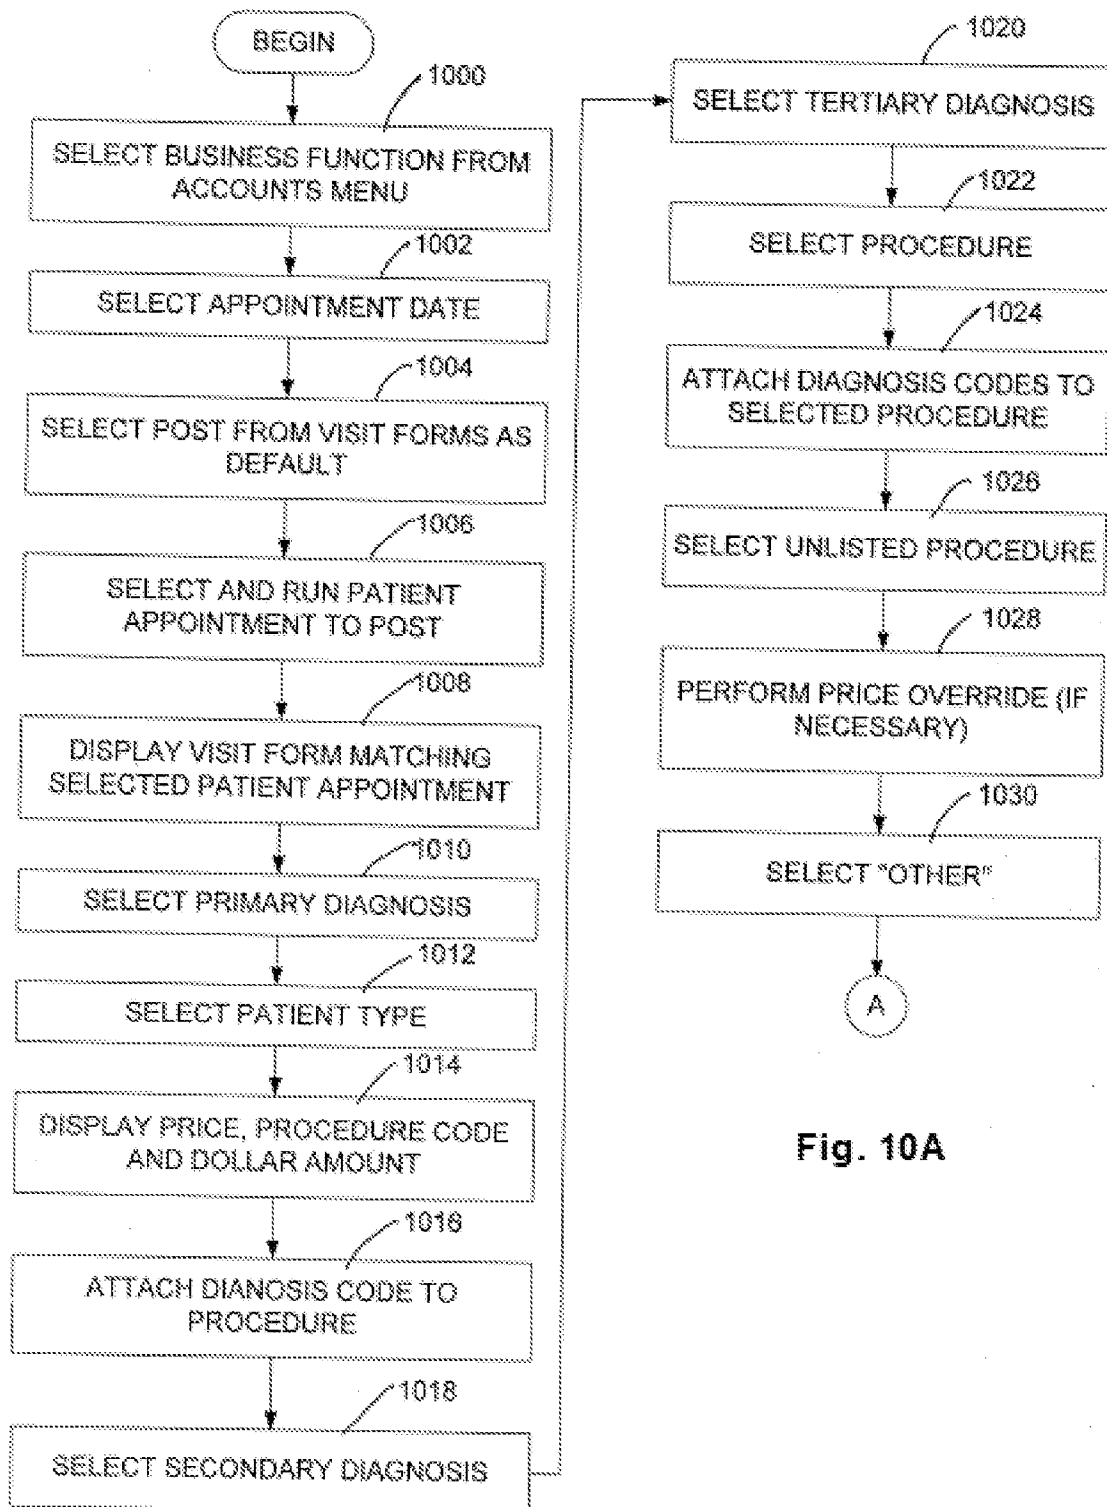 BEGIN
1000
SELECT BUSINESS FUNCTION FROM
ACCOUNTS MENU
1002
SELECT APPOINTMENT DATE
1004
SELECT POST FROM VISIT FORMS AS
DEFAULT
1006
SELECT AND RUN PATIENT
APPOINTMENT TO POST
1008
DISPLAY VISIT FORM MATCHING
SELECTED PATIENT APPOINTMENT
1010
SELECT PRIMARY DIAGNOSIS
1012
SELECT PATIENT TYPE
1014
DISPLAY PRICE, PROCEDURE CODE
AND DOLLAR AMOUNT
1016
ATTACH DIANOSIS CODE TO
PROCEDURE
1018
SELECT SECONDARY DIAGNOSIS
1020
SELECT TERTIARY DIAGNOSIS
1022
SELECT PROCEDURE
1024
ATTACH DIAGNOSIS CODES TO
SELECTED PROCEDURE
1026
SELECT UNLISTED PROCEDURE
1028
PERFORM PRICE OVERRIDE (IF
NECESSARY)
1030
SELECT "OTHER"
A
Fig. 10A